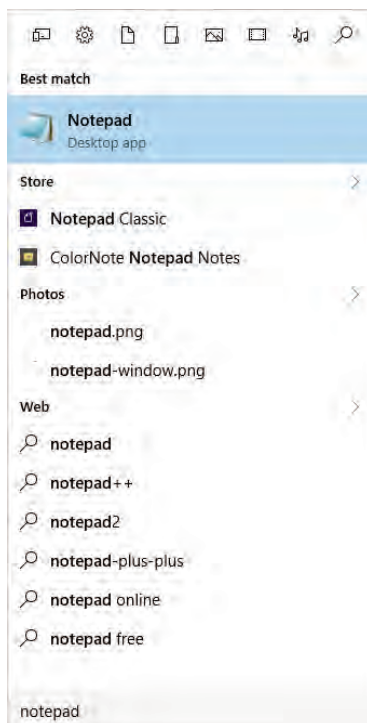 Best match
Notepad
Desktop app
Store
Notepad Classic
ColorNote Notepad Notes
Photos
notepad.png
notepad-window.png
Web
notepad
notepad++
notepad2
notepad-plus-plus
notepad online
notepad free
notepad